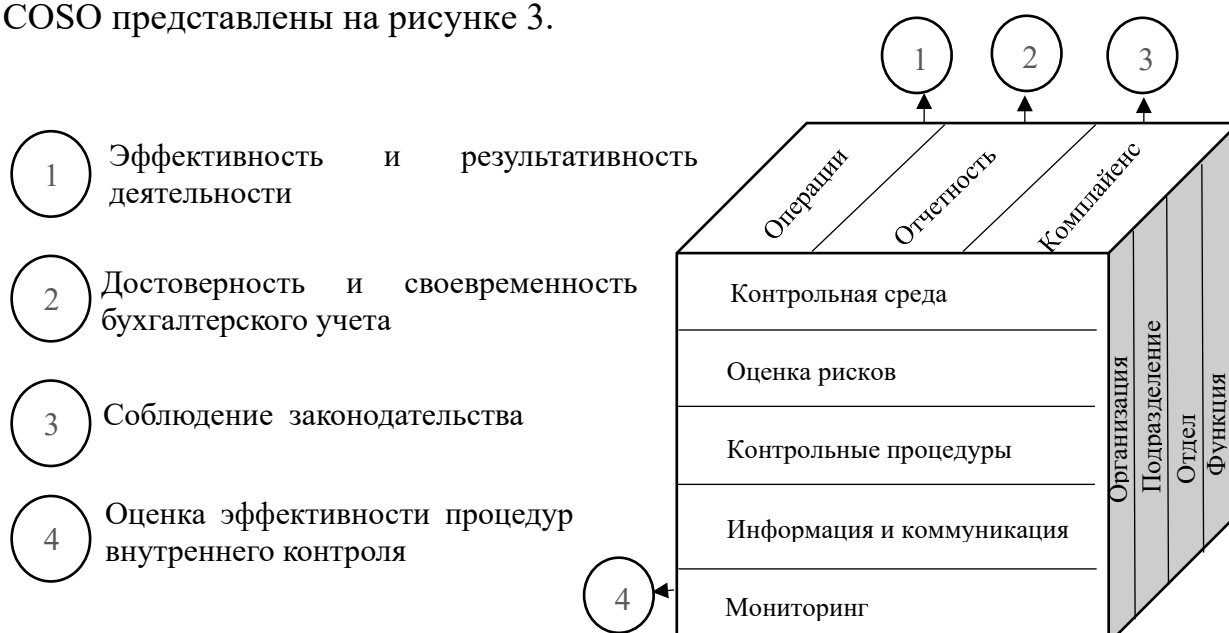 COSO представлены на рисунке 3.
1 2 3
1
Эффективность и результативность
деятельности
2
Достоверность и своевременность
бухгалтерского учета
3
Соблюдение законодательства
4
Оценка эффективности процедур
внутреннего контроля
Операции
Отчетность
Комплайенс
Контрольная среда
Оценка рисков
Контрольные процедуры
Информация и коммуникация
Мониторинг
4
Организация
Подразделение
Отдел
Функция